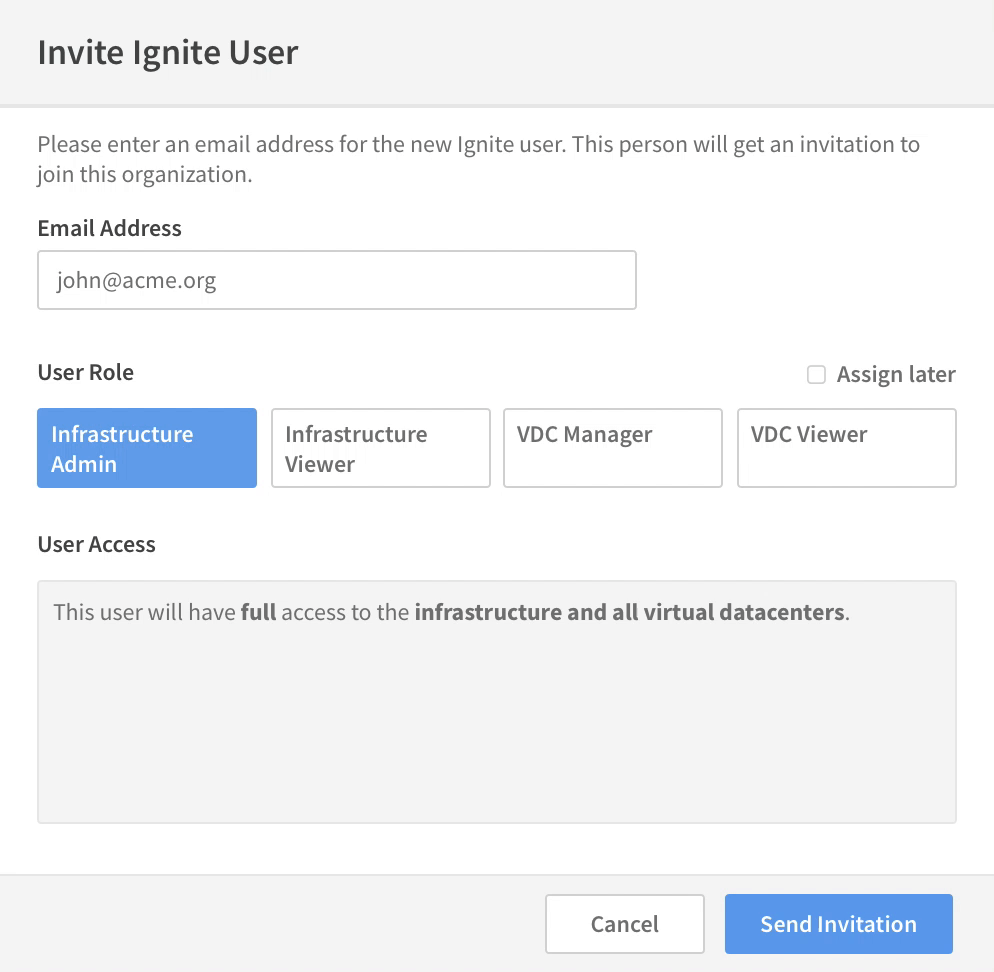 Invite Ignite User
Please enter an email address for the new Ignite user. This person will get an invitation to
join this organization.
Email Address
john@acme.org
User Role
Assign later
Infrastructure
Admin
Infrastructure
Viewer
VDC Manager
VDC Viewer
User Access
This user will have full access to the infrastructure and all virtual datacenters.
Cancel
Send Invitation